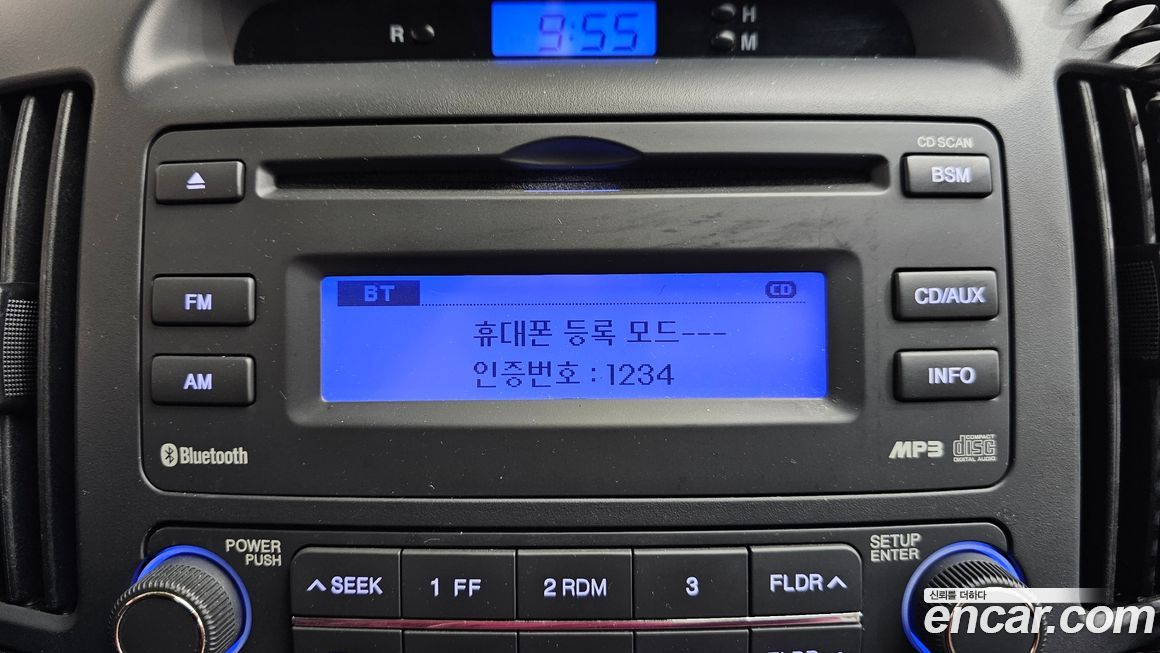 R
9:55
H
M
CD SCAN
BSM
FM
BT
CD
CD/AUX
휴대폰 등록 모드---
인증번호 : 1234
AM
INFO
Bluetooth
MP3
COMPACT
disc
DIGITAL AUDIO
POWER
PUSH
SETUP
ENTER
SEEK
1 FF
2 RDM
3
FLDR
신뢰를 더하다
encar.com